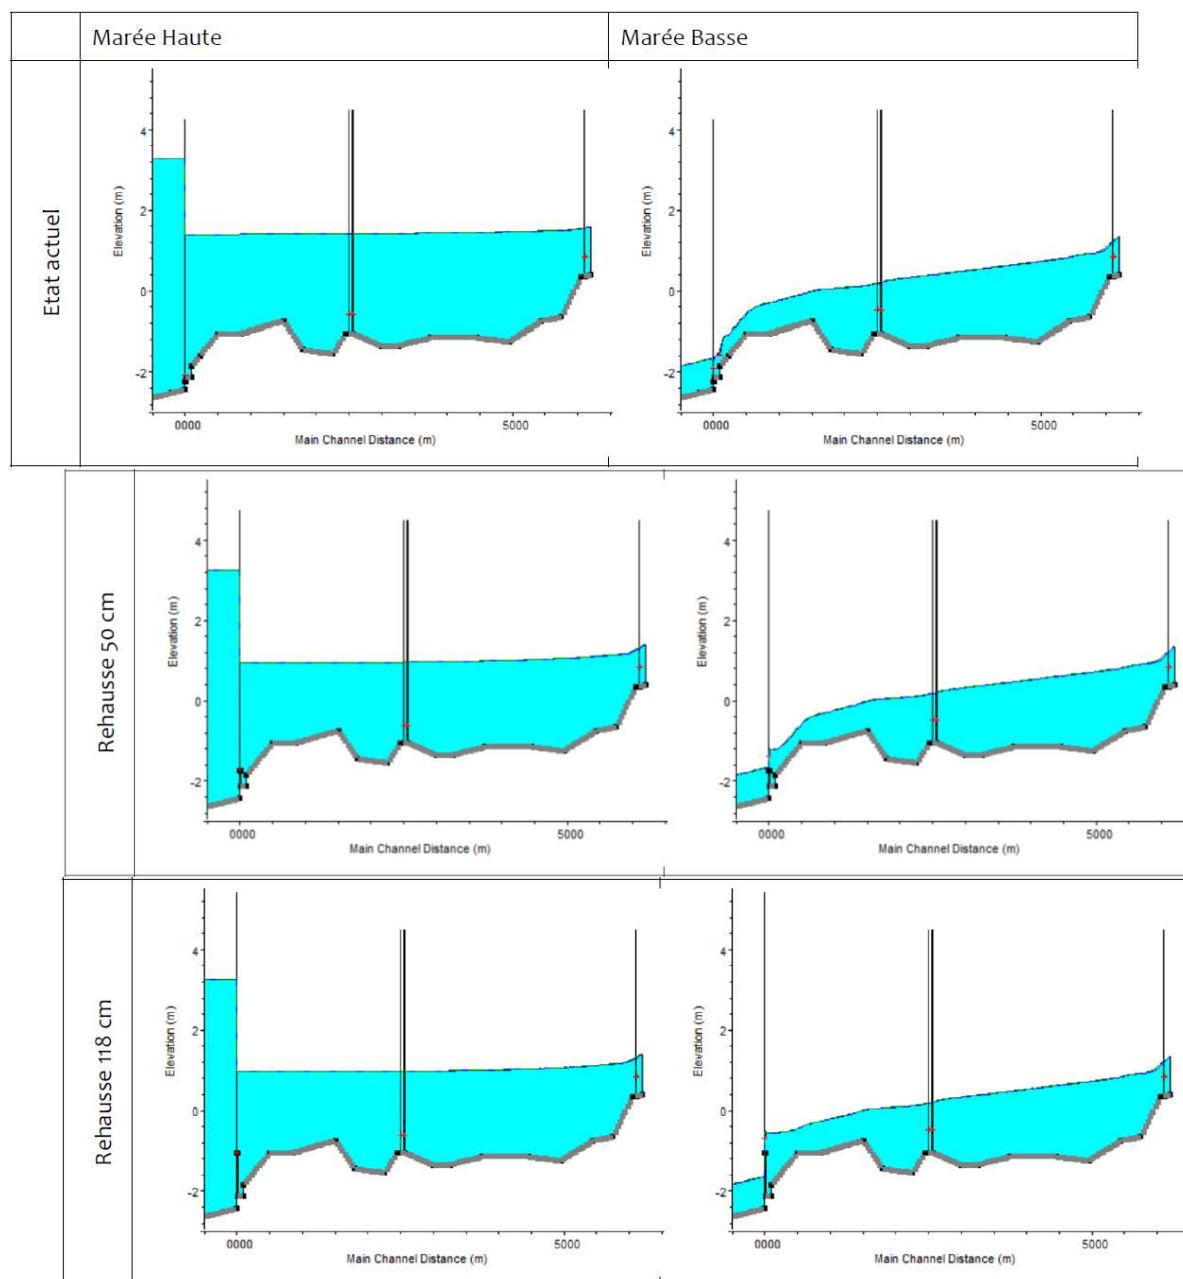 Marée Haute
Marée Basse
Etat actuel
Elevation (m)
4
2
0
-2
0000
5000
Main Channel Distance (m)
Elevation (m)
4
2
0
-2
0000
5000
Main Channel Distance (m)
Rehausse 50 cm
Elevation (m)
4
2
0
-2
0000
5000
Main Channel Distance (m)
Elevation (m)
4
2
0
-2
0000
5000
Main Channel Distance (m)
Rehausse 118 cm
Elevation (m)
4
2
0
-2
0000
5000
Main Channel Distance (m)
Elevation (m)
4
2
0
-2
0000
5000
Main Channel Distance (m)